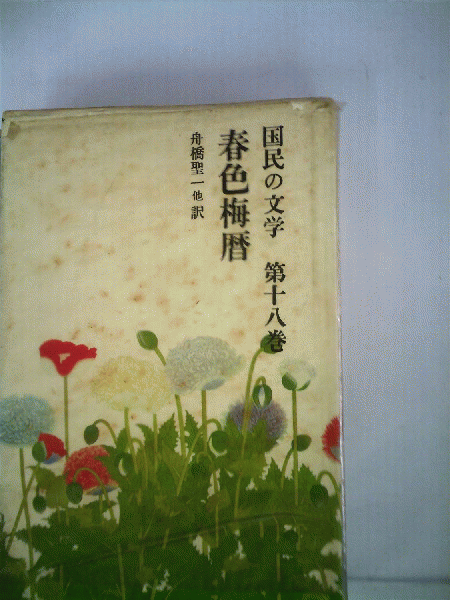 国民の文学 第十八巻
春色梅暦
舟橋聖一他訳